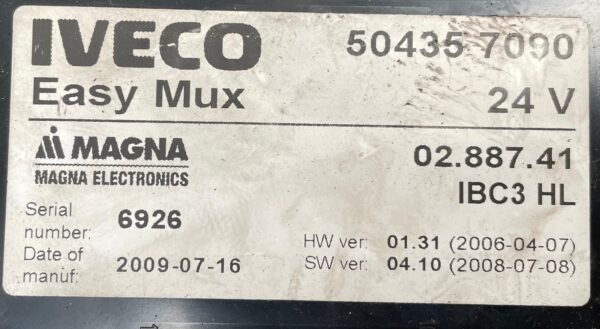 IVECO 50435 7090
Easy Mux 24 V
MAGNA 02.887.41
MAGNA ELECTRONICS IBC3 HL
Serial
number: 6926
HW ver: 01.31 (2006-04-07)
Date of
manuf: 2009-07-16
SW ver: 04.10 (2008-07-08)